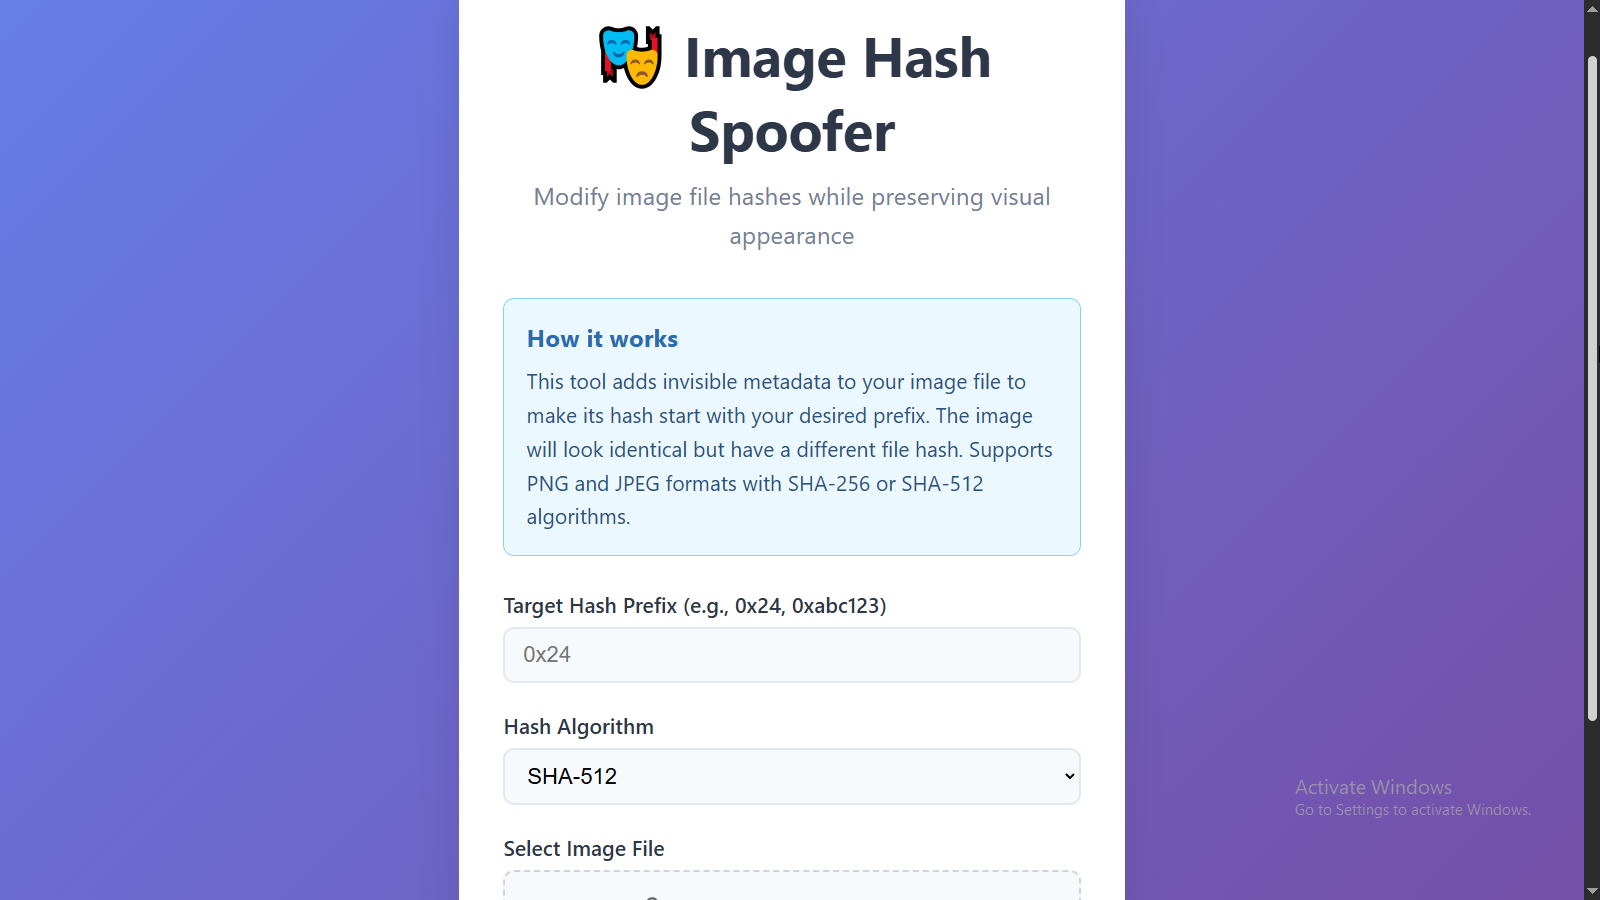 Image Hash
Spoofer
Modify image file hashes while preserving visual
appearance
How it works
This tool adds invisible metadata to your image file to
make its hash start with your desired prefix. The image
will look identical but have a different file hash. Supports
PNG and JPEG formats with SHA-256 or SHA-512
algorithms.
Target Hash Prefix (e.g., 0x24, 0xabc123)
0x24
Hash Algorithm
SHA-512
Select Image File
Activate Windows
Go to Settings to activate Windows.